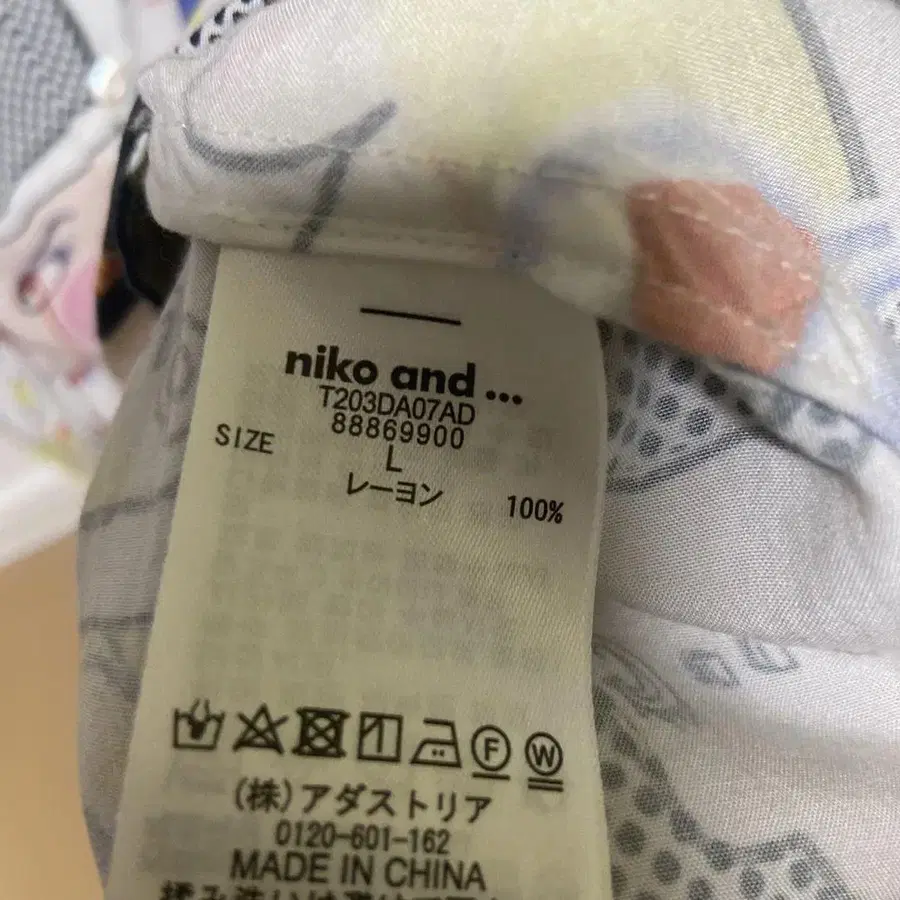 niko and ...
T203DA07AD
88869900
SIZE L
レーヨン 100%
F W
(株)アダストリア
0120-601-162
MADE IN CHINA